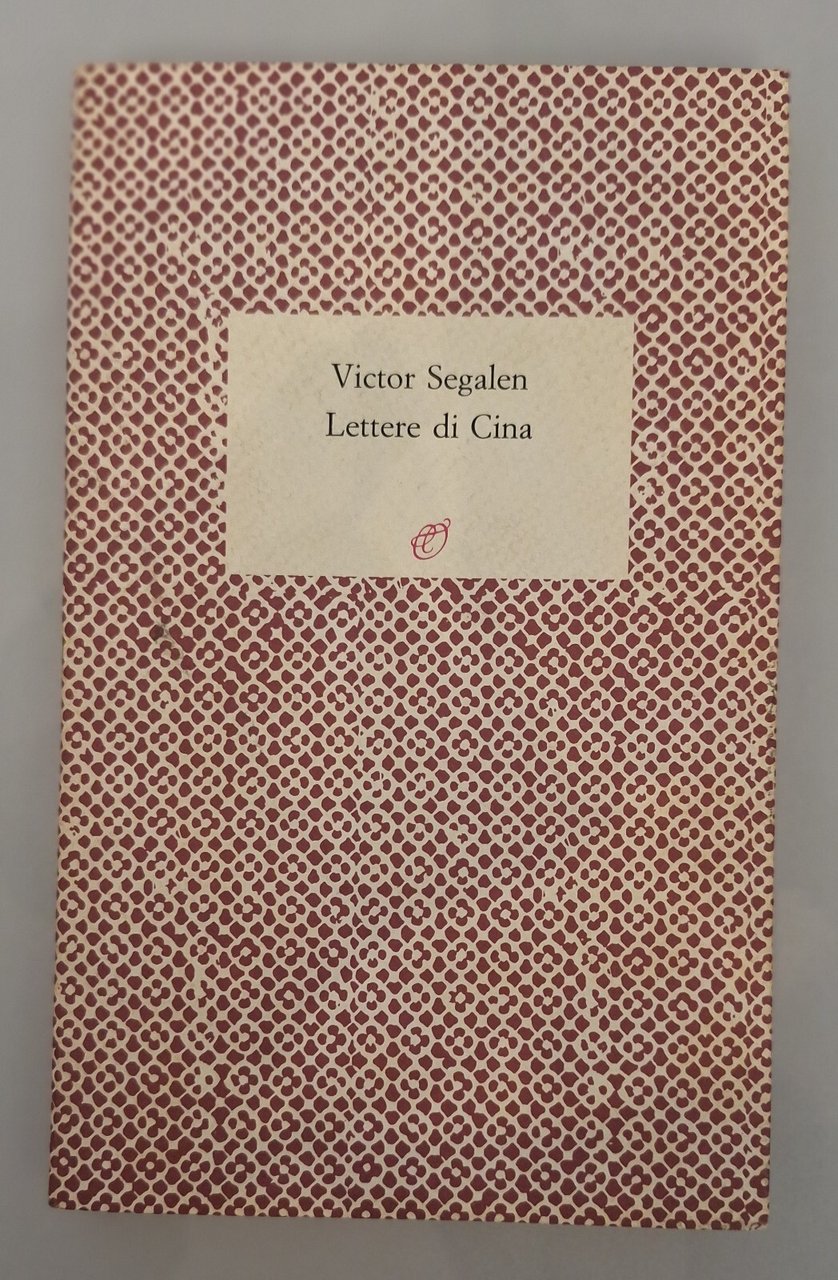 Victor Segalen
Lettere di Cina